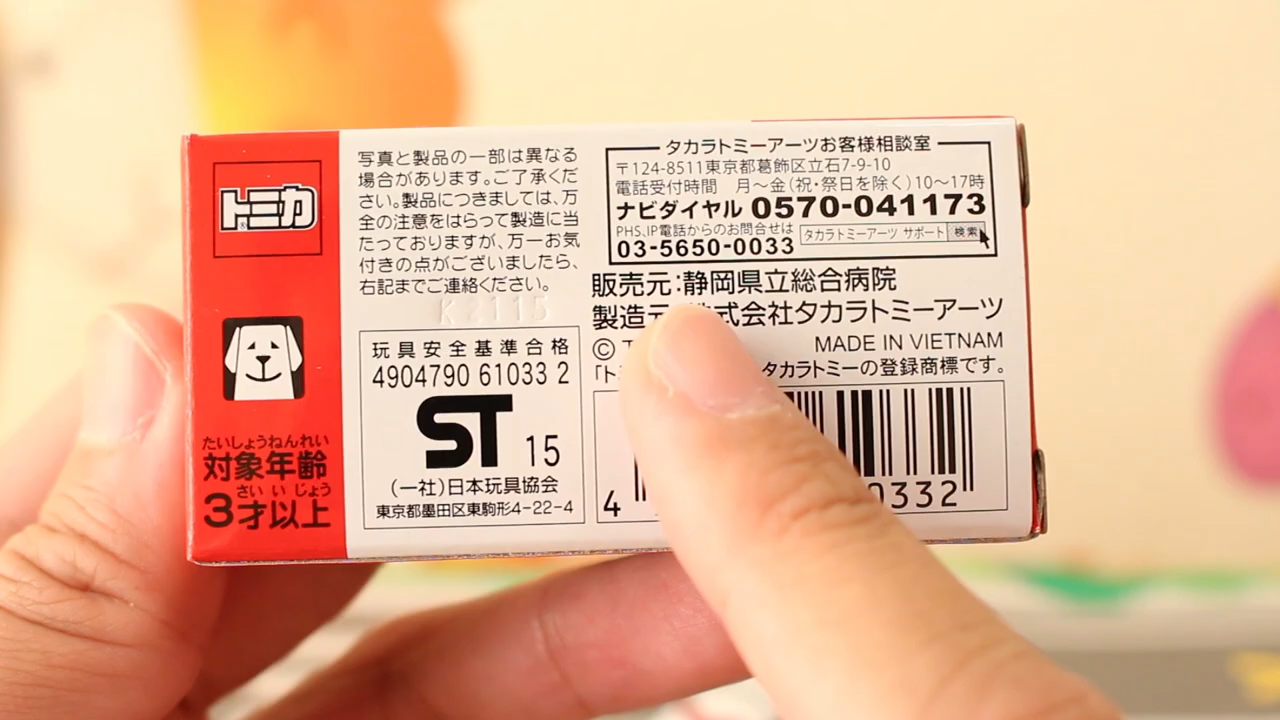 トミカ
®
たいしょうねんれい
対象年齢
さい いじょう
3才以上
写真と製品の一部は異なる
場合があります。ご了承くだ
さい。製品につきましては、万
全の注意をはらって製造に当
たっておりますが、万一お気
付きの点がございましたら、
右記までご連絡ください。
K2115
玩具安全基準合格
4904790 61033 2
ST 15
(一社)日本玩具協会
東京都墨田区東駒形4-22-4
タカラトミーアーツお客様相談室
〒124-8511東京都葛飾区立石7-9-10
電話受付時間 月~金(祝・祭日を除く)10~17時
ナビダイヤル 0570-041173
PHS、IP電話からのお問合せは
03-5650-0033
タカラトミーアーツ サポート 検索
販売元:静岡県立総合病院
製造元 式会社タカラトミーアーツ
© MADE IN VIETNAM
「ト タカラトミーの登録商標です。
4 0332